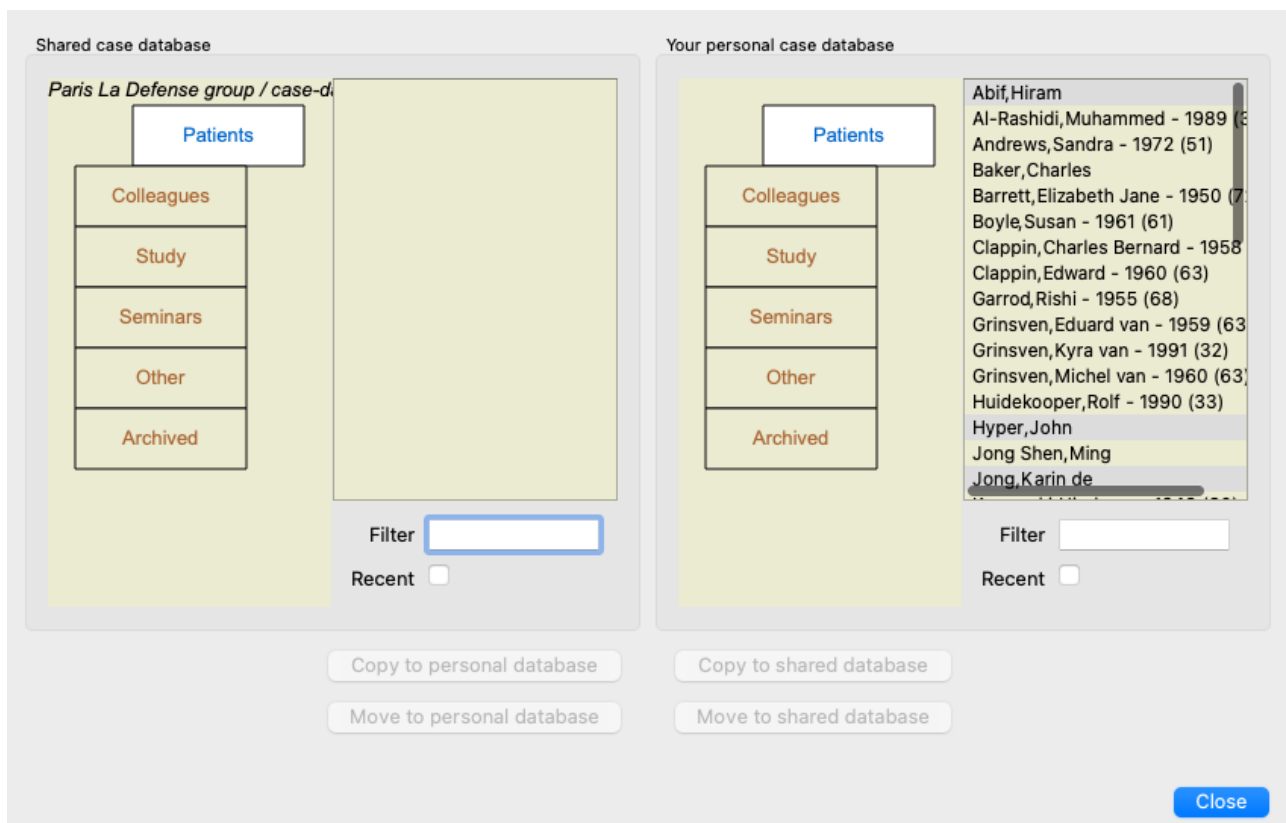 Shared case database
Paris La Defense group / case-da
Patients
Colleagues
Study
Seminars
Other
Archived
Filter
Recent
Your personal case database
Patients
Colleagues
Study
Seminars
Other
Archived
Abif,Hiram
Al-Rashidi,Muhammed - 1989 (3
Andrews,Sandra - 1972 (51)
Baker,Charles
Barrett,Elizabeth Jane - 1950 (7
Boyle,Susan - 1961 (61)
Clappin,Charles Bernard - 1958
Clappin,Edward - 1960 (63)
Garrod,Rishi - 1955 (68)
Grinsven,Eduard van - 1959 (63
Grinsven,Kyra van - 1991 (32)
Grinsven,Michel van - 1960 (63)
Huidekooper,Rolf - 1990 (33)
Hyper,John
Jong Shen,Ming
Jong,Karin de
Filter
Recent
Copy to personal database
Copy to shared database
Move to personal database
Move to shared database
Close